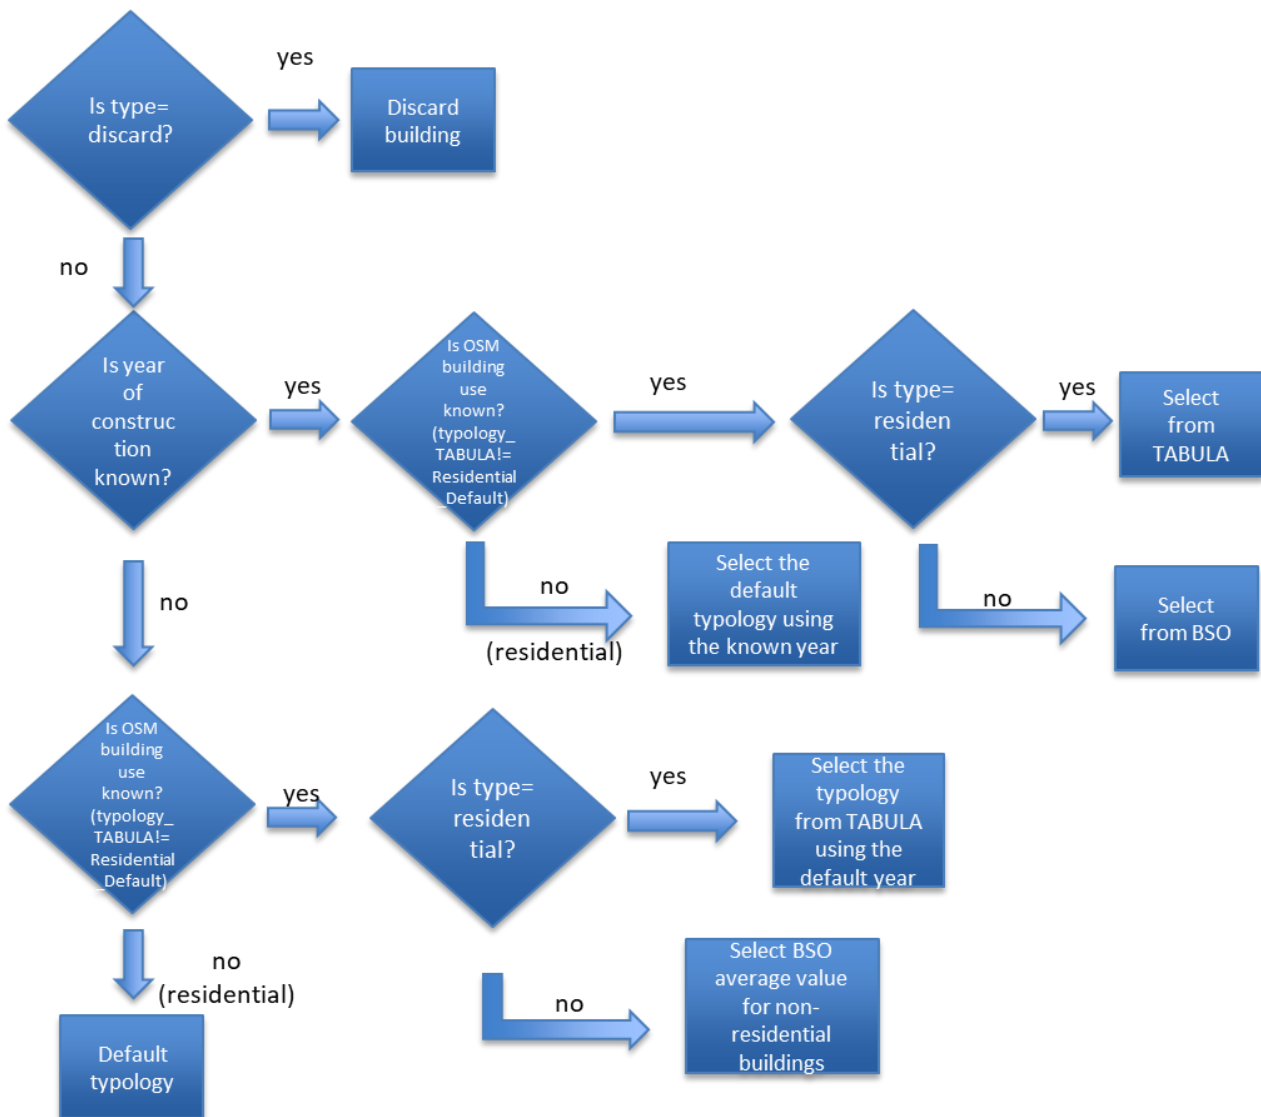 Is type=
discard?
yes
Discard
building
no
Is year
of
construc
tion
known?
yes
Is OSM
building
use
known?
(typology_
TABULA!=
Residential
_Default)
yes
Is type=
residen
tial?
yes
Select
from
TABULA
no
(residential)
Select the
default
typology using
the known year
no
Select
from BSO
no
Is OSM
building
use
known?
(typology_
TABULA!=
Residential
_Default)
yes
Is type=
residen
tial?
yes
Select the
typology
from TABULA
using the
default year
no
(residential)
Default
typology
no
Select BSO
average value
for non-
residential
buildings